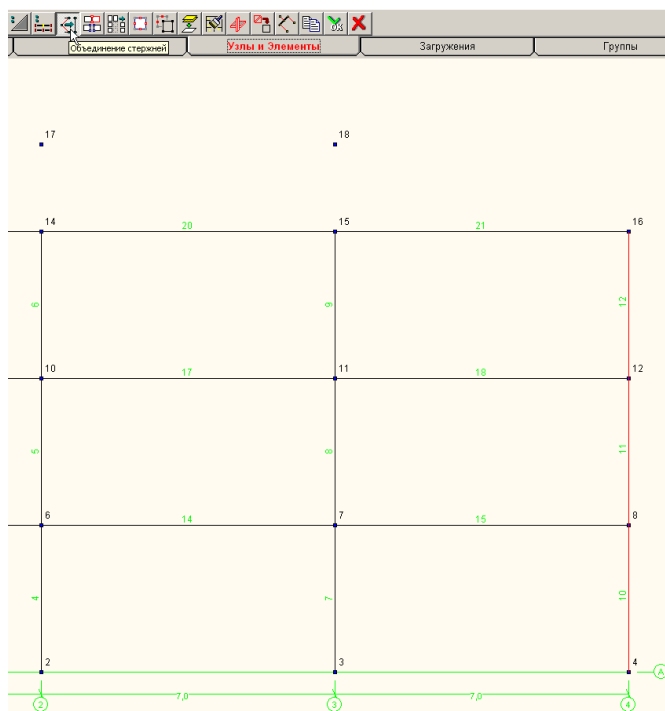 Объединение стержней
Узлы и Элементы Загружения Группы
17 18
14 20 15 21 16
6 9 12
10 17 11 18 12
5 8 11
6 14 7 15 8
4 7 10
2 3 4
А
7,0 7,0
2 3 4